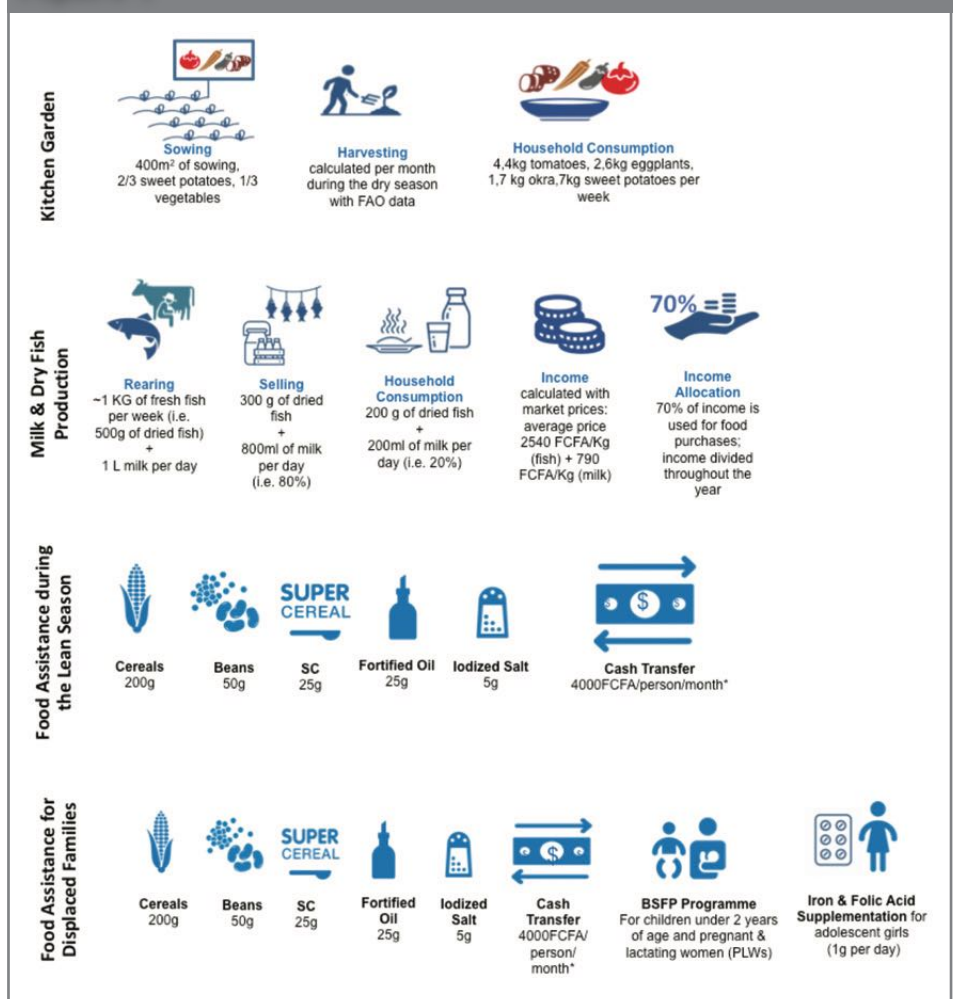 Kitchen Garden
Sowing
400m² of sowing,
2/3 sweet potatoes, 1/3
vegetables
Harvesting
calculated per month
during the dry season
with FAO data
Household Consumption
4,4kg tomatoes, 2,6kg eggplants,
1,7 kg okra,7kg sweet potatoes per
week
Milk & Dry Fish
Production
Rearing
~1 KG of fresh fish
per week (i.e.
500g of dried fish)
+
1 L milk per day
Selling
300 g of dried
fish
+
800ml of milk
per day
(i.e. 80%)
Household
Consumption
200 g of dried fish
+
200ml of milk per
day (i.e. 20%)
Income
calculated with
market prices:
average price
2540 FCFA/Kg
(fish) + 790
FCFA/Kg (milk)
70% =
Income
Allocation
70% of income is
used for food
purchases;
income divided
throughout the
year
Food Assistance during
the Lean Season
Cereals
200g
Beans
50g
SUPER
CEREAL
SC
25g
Fortified Oil
25g
Iodized Salt
5g
$
Cash Transfer
4000FCFA/person/month*
Food Assistance for
Displaced Families
Cereals
200g
Beans
50g
SUPER
CEREAL
SC
25g
Fortified
Oil
25g
Iodized
Salt
5g
$
Cash
Transfer
4000FCFA/
person/
month*
BSFP Programme
For children under 2 years
of age and pregnant &
lactating women (PLWs)
Iron & Folic Acid
Supplementation for
adolescent girls
(1g per day)